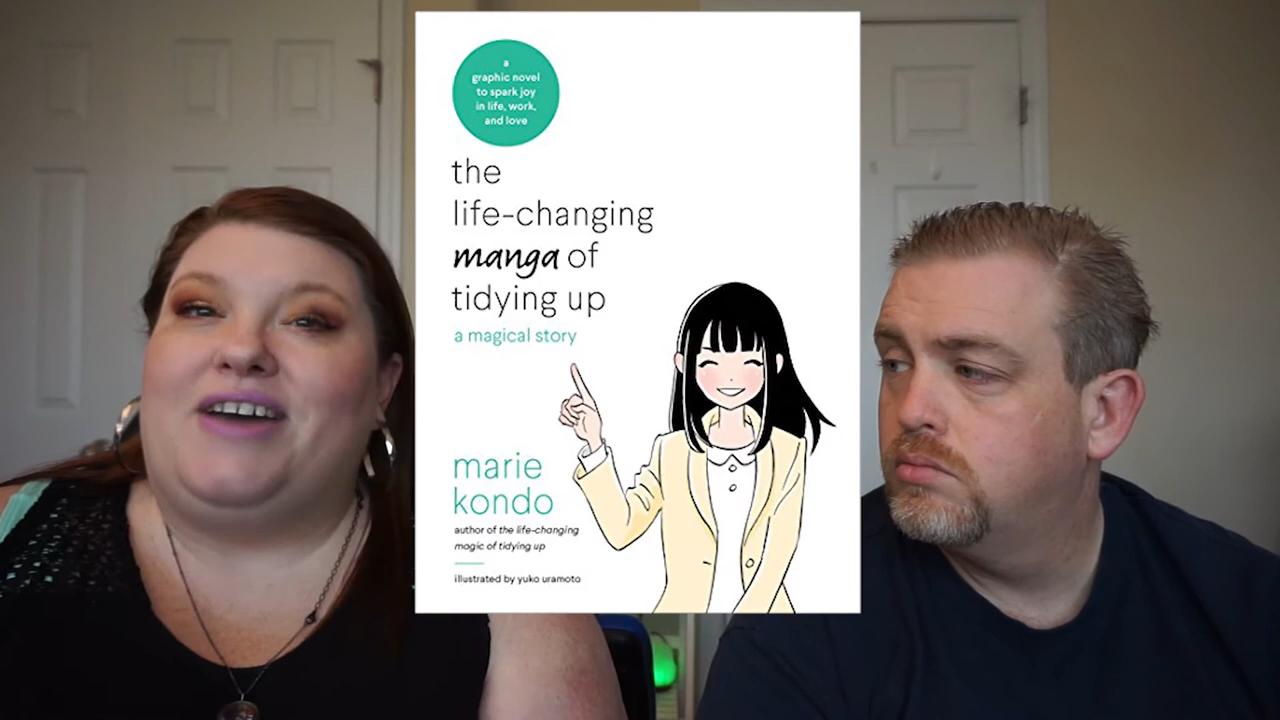 a
graphic novel
to spark joy
in life, work,
and love
the
life-changing
manga of
tidying up
a magical story
marie
kondo
author of the life-changing
magic of tidying up
illustrated by yuko uramoto